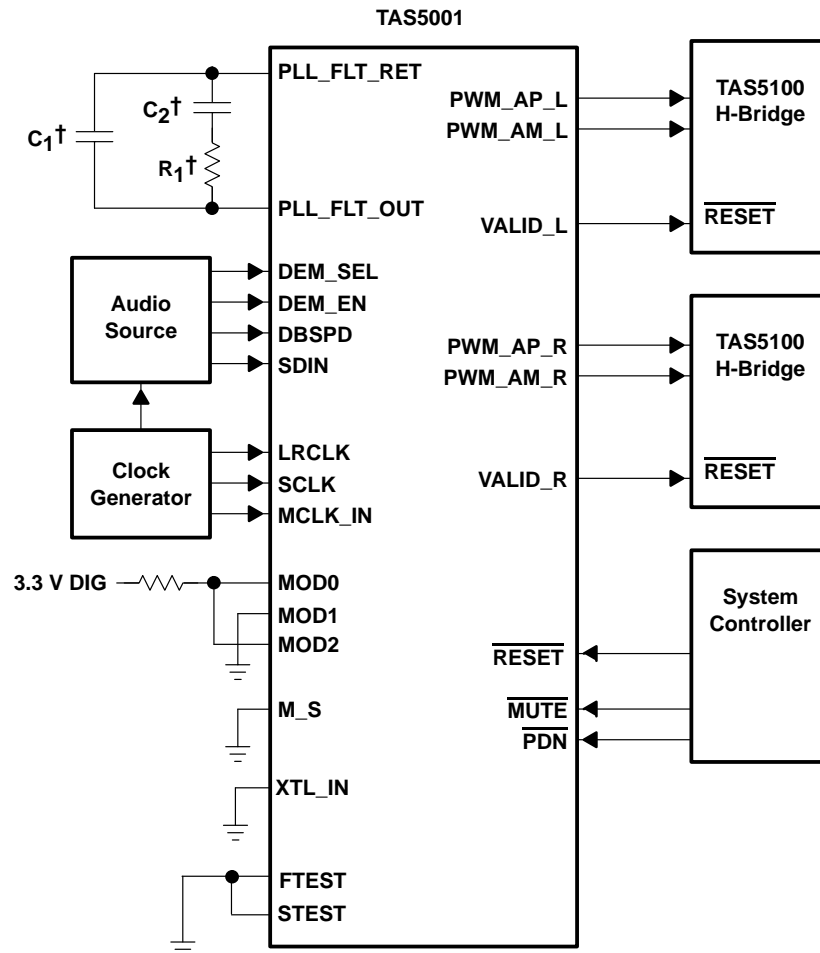 TAS5001
PLL_FLT_RET
C2†
C1†
R1†
PLL_FLT_OUT
Audio
Source
DEM_SEL
DEM_EN
DBSPD
SDIN
Clock
Generator
LRCLK
SCLK
MCLK_IN
3.3 V DIG
MOD0
MOD1
MOD2
M_S
XTL_IN
FTEST
STEST
PWM_AP_L
PWM_AM_L
VALID_L
TAS5100
H-Bridge
RESET
PWM_AP_R
PWM_AM_R
VALID_R
TAS5100
H-Bridge
RESET
System
Controller
RESET
MUTE
PDN